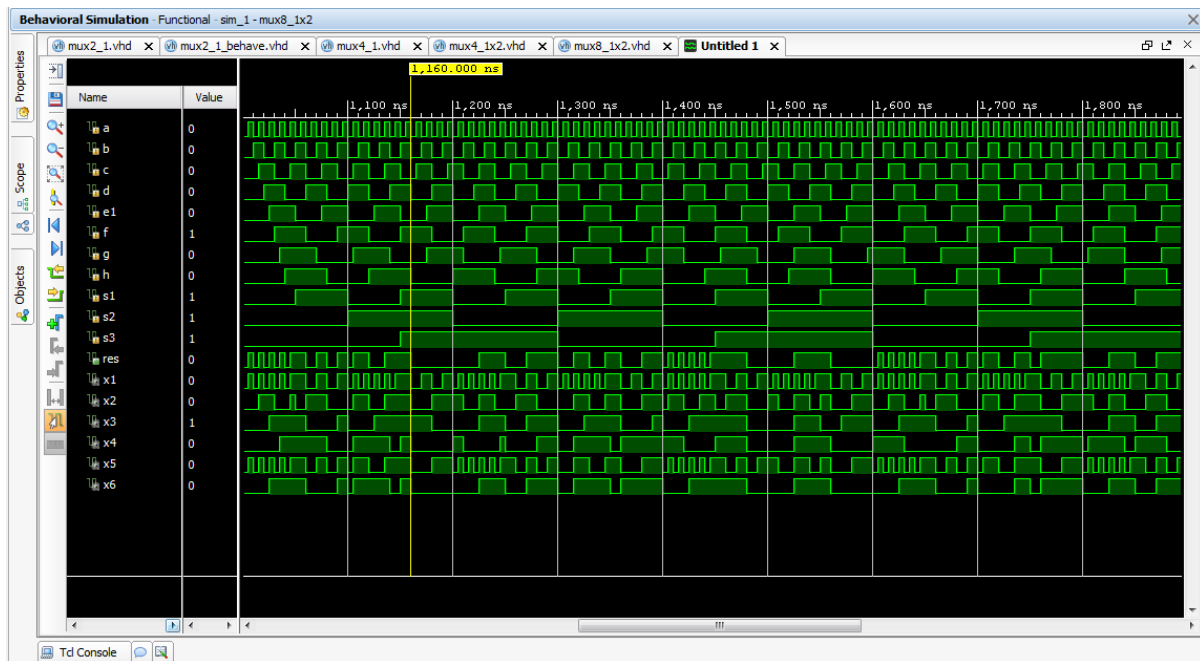 Behavioral Simulation - Functional - sim_1 - mux8_1x2
mux2_1.vhd mux2_1_behave.vhd mux4_1.vhd mux4_1x2.vhd mux8_1x2.vhd Untitled 1
Properties
Scope
Objects
1,160.000 ns
Name Value
1,100 ns 1,200 ns 1,300 ns 1,400 ns 1,500 ns 1,600 ns 1,700 ns 1,800 ns
a 0
b 0
c 0
d 0
e1 0
f 1
g 0
h 0
s1 1
s2 1
s3 1
res 0
x1 0
x2 0
x3 1
x4 0
x5 0
x6 0
Tcl Console